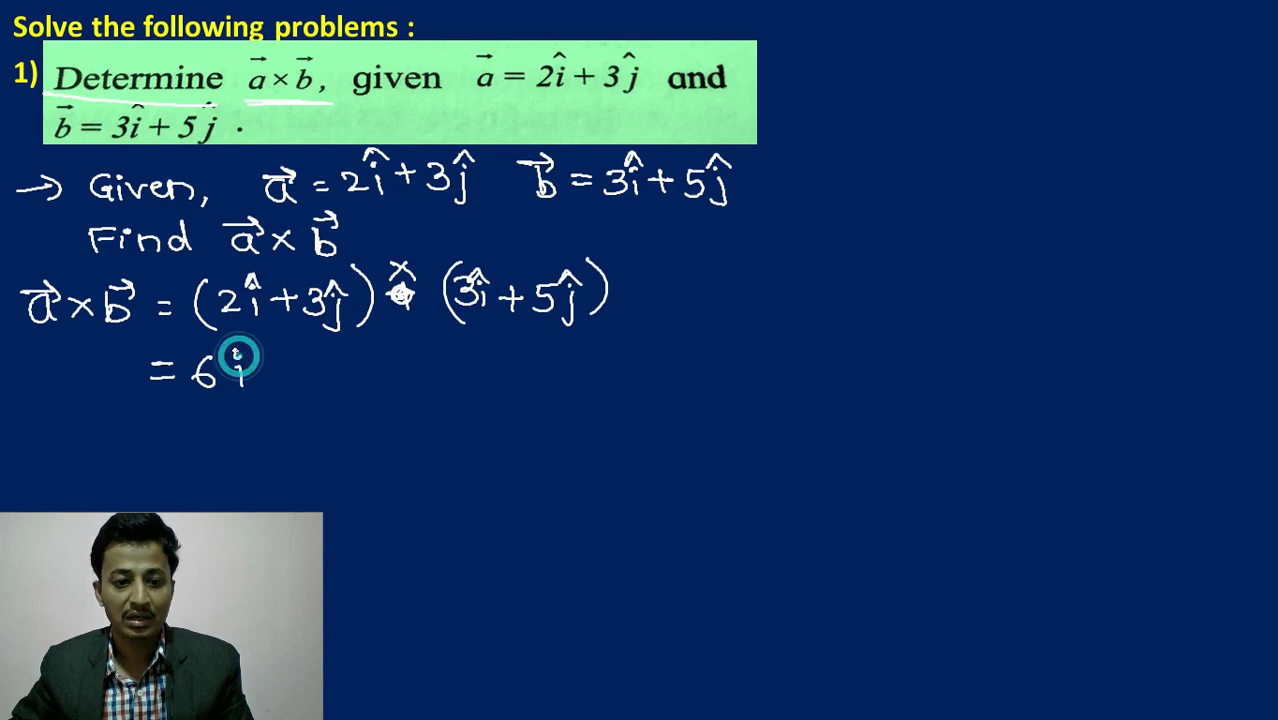 Solve the following problems :
1) Determine a⃗ × b⃗, given a⃗ = 2î + 3ĵ and
b⃗ = 3î + 5ĵ .
→ Given, a⃗ = 2î + 3ĵ b⃗ = 3î + 5ĵ
Find a⃗ × b⃗
a⃗ × b⃗ = (2î + 3ĵ) × (3î + 5ĵ)
= 6 i